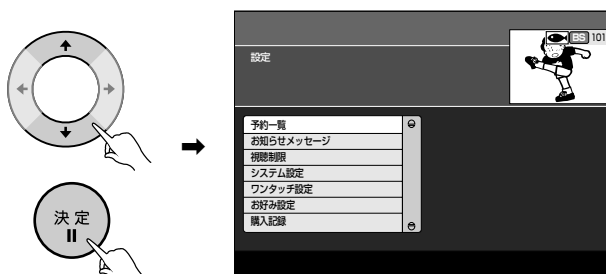 決定
設定
BS 101
予約一覧
お知らせメッセージ
視聴制限
システム設定
ワンタッチ設定
お好み設定
購入記録